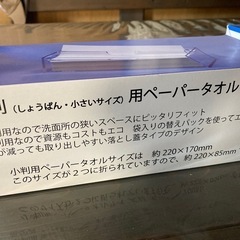 判（しょうばん・小さいサイズ）用ペーパータオル
用なので洗面所の狭いスペースにピッタリフィット
利用なので資源もコストもエコ　袋入りの替えパックを使ってエ
が減っても取り出しやすい落とし蓋タイプのデザイン
小判用ペーパータオルサイズは　約220×170mm
このサイズが2つに折られていますので、約220×85mm